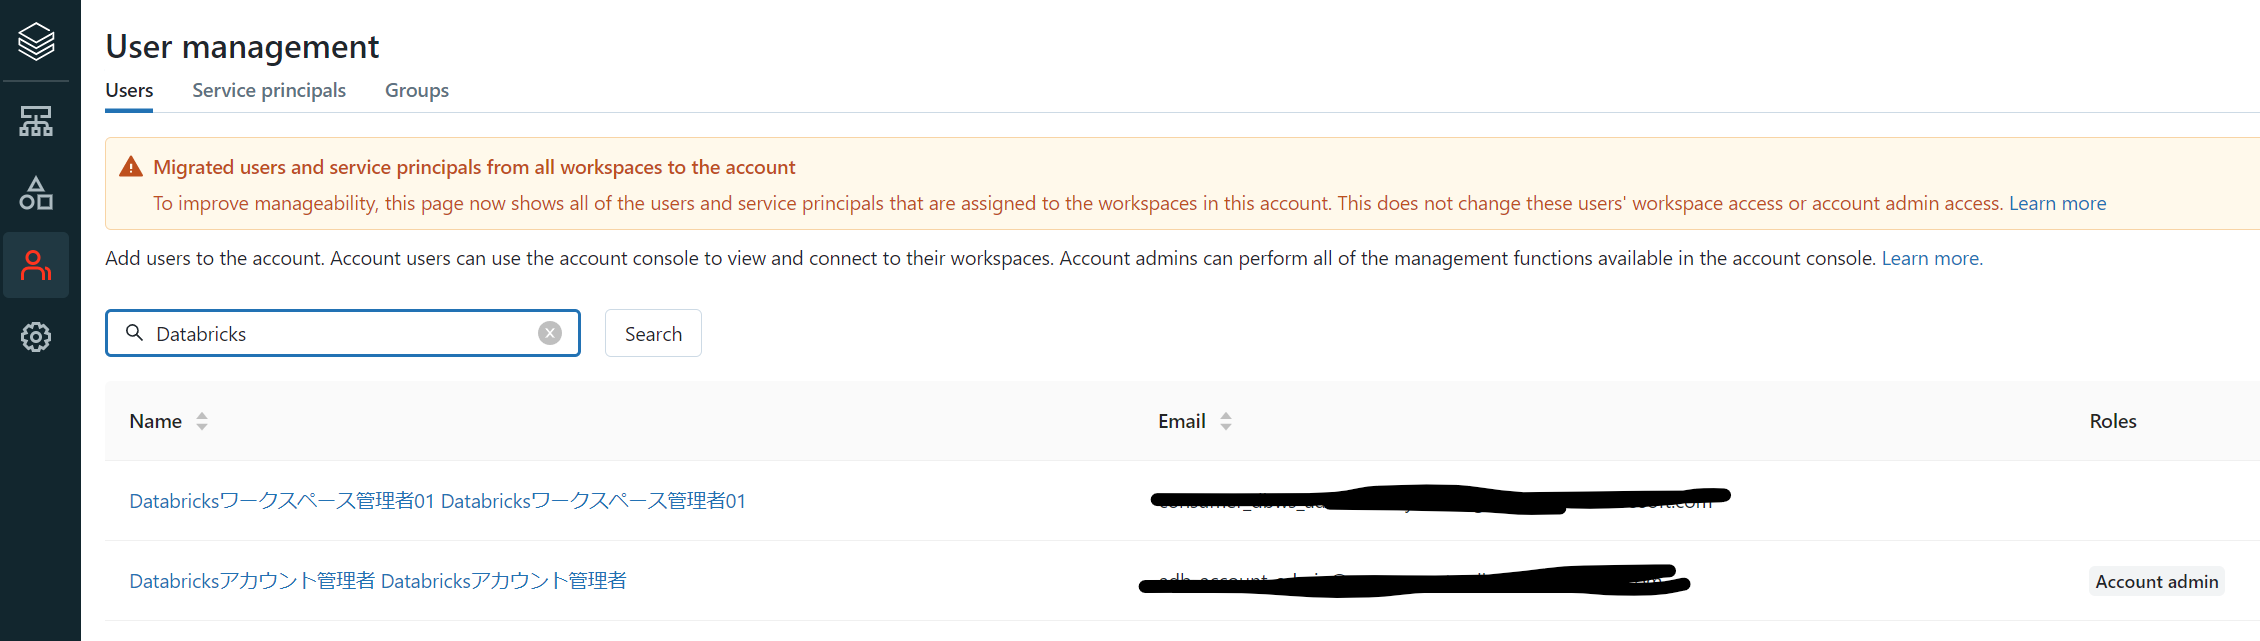 User management
Users Service principals Groups
Migrated users and service principals from all workspaces to the account
To improve manageability, this page now shows all of the users and service principals that are assigned to the workspaces in this account. This does not change these users' workspace access or account admin access. Learn more
Add users to the account. Account users can use the account console to view and connect to their workspaces. Account admins can perform all of the management functions available in the account console. Learn more.
Databricks Search
Name Email Roles
Databricksワークスペース管理者01 Databricksワークスペース管理者01
Databricksアカウント管理者 Databricksアカウント管理者 Account admin